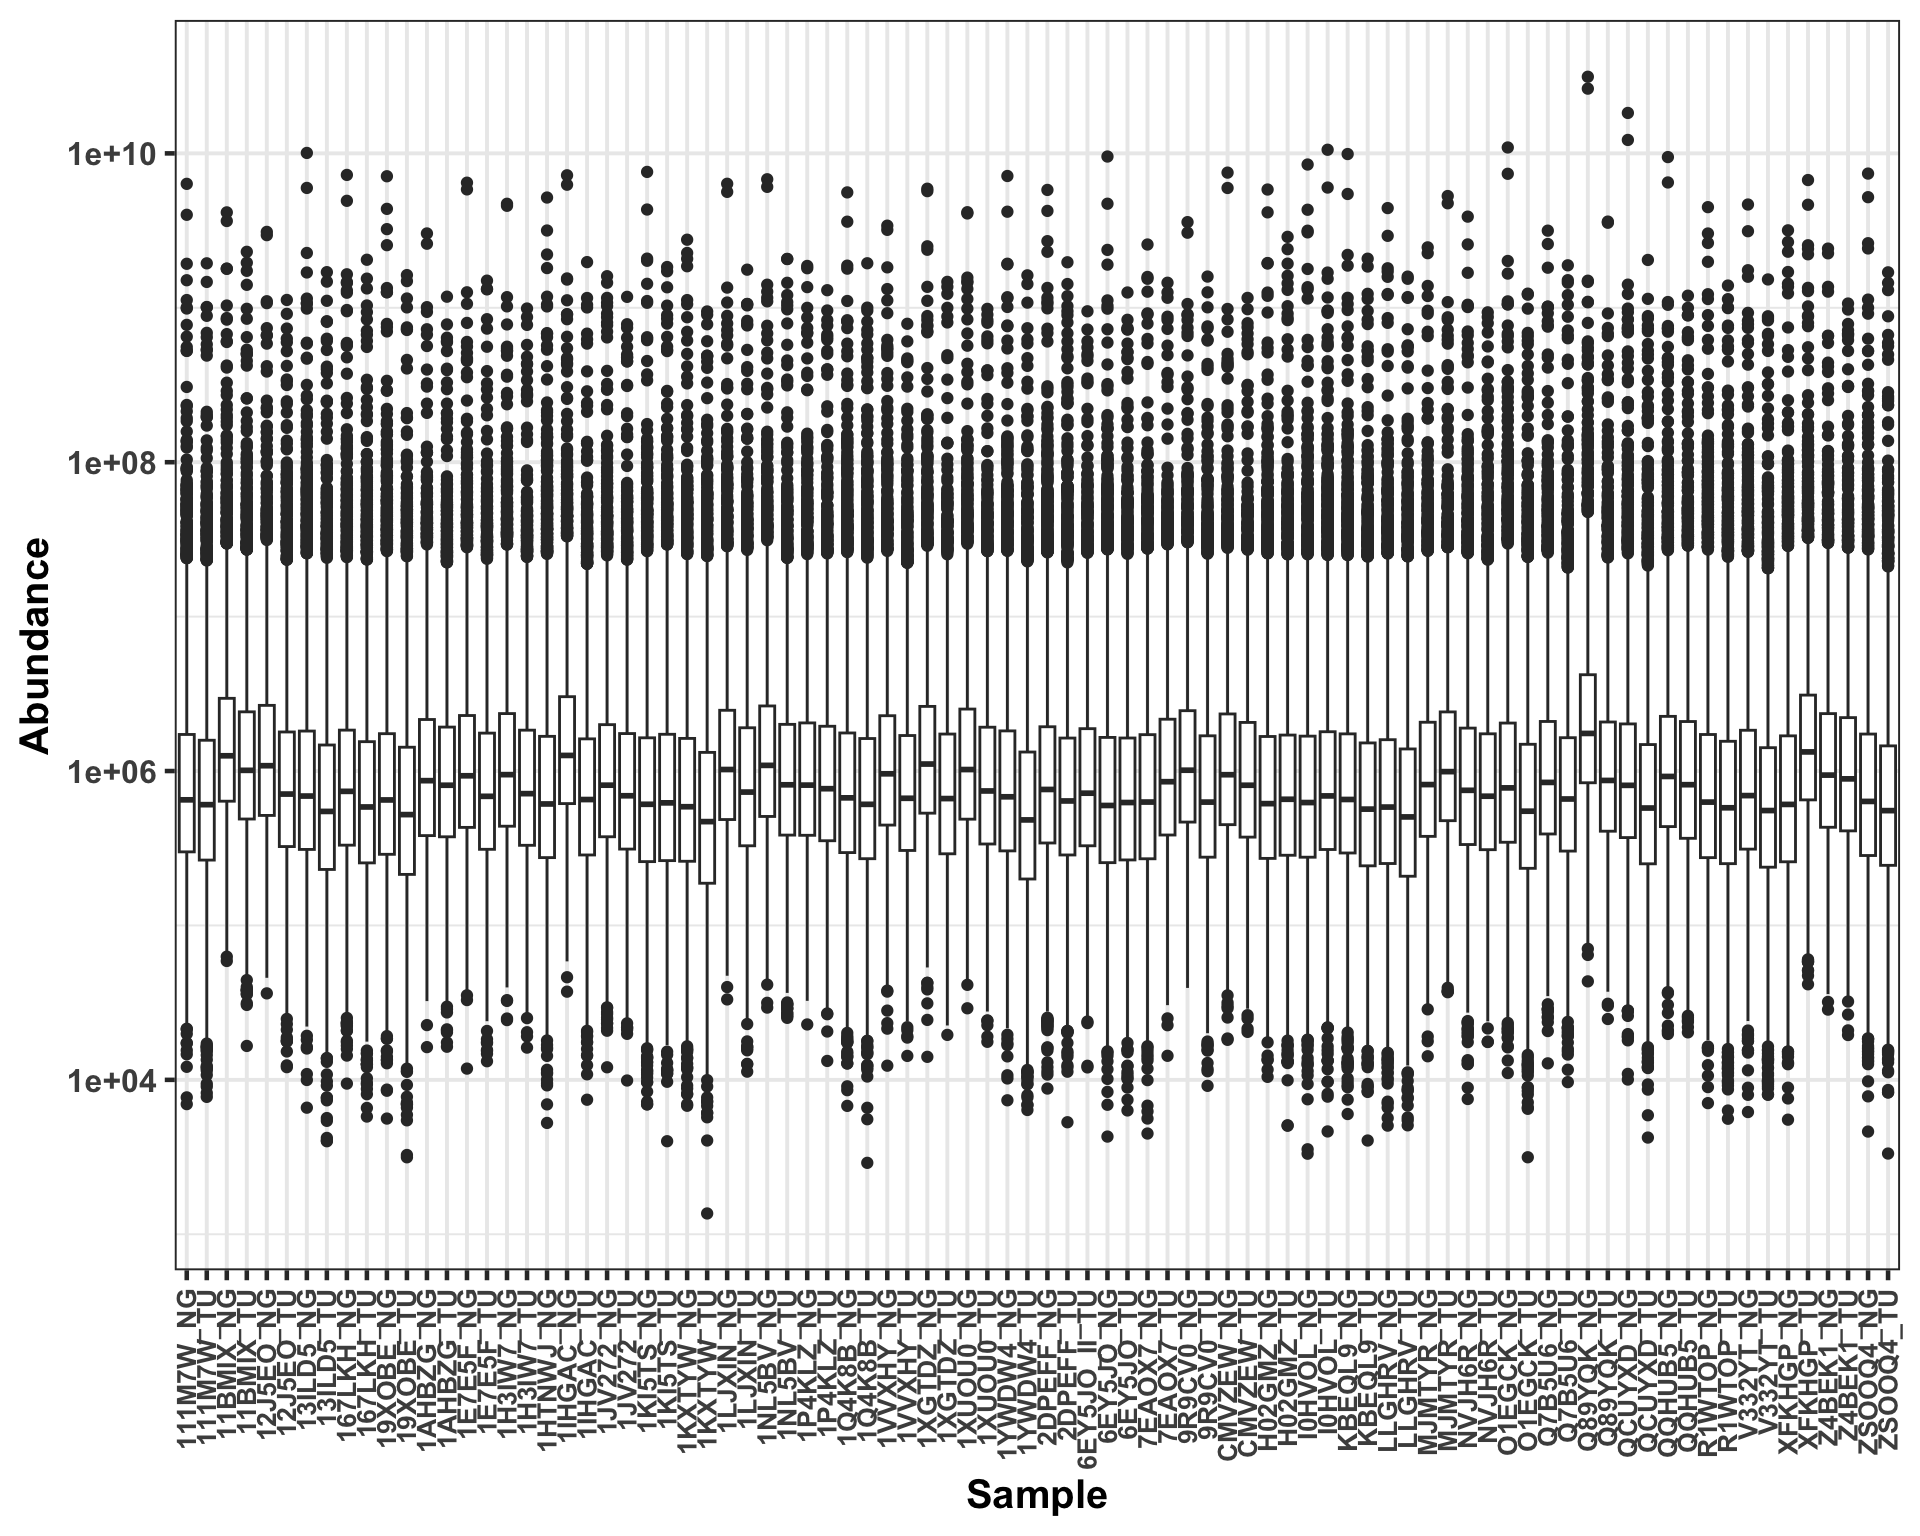 Abundance
1e+10
1e+08
1e+06
1e+04
111M7W_NG
111M7W_TU
11BMIX_NG
11BMIX_TU
12J5EO_NG
12J5EO_TU
13ILD5_NG
13ILD5_TU
167LKH_NG
167LKH_TU
19XOBE_NG
19XOBE_TU
1AHBZG_NG
1AHBZG_TU
1E7E5F_NG
1E7E5F_TU
1H3IW7_NG
1H3IW7_TU
1HTNWJ_NG
1IHGAC_NG
1IHGAC_TU
1JV272_NG
1JV272_TU
1KI5TS_NG
1KI5TS_TU
1KXTYW_NG
1KXTYW_TU
1LJXIN_NG
1LJXIN_TU
1NL5BV_NG
1NL5BV_TU
1P4KLZ_NG
1P4KLZ_TU
1Q4K8B_NG
1Q4K8B_TU
1VVXHY_NG
1VVXHY_TU
1XGTDZ_NG
1XGTDZ_TU
1XUOU0_NG
1XUOU0_TU
1YWDW4_NG
1YWDW4_TU
2DPEFF_NG
2DPEFF_TU
6EY5JO_II_TU
6EY5JO_NG
6EY5JO_TU
7EAOX7_NG
7EAOX7_TU
9R9CV0_NG
9R9CV0_TU
CMVZEW_NG
CMVZEW_TU
H02GMZ_NG
H02GMZ_TU
I0HVOL_NG
I0HVOL_TU
KBEQL9_NG
KBEQL9_TU
LLGHRV_NG
LLGHRV_TU
MJMTYR_NG
MJMTYR_TU
NVJH6R_NG
NVJH6R_TU
O1EGCK_NG
O1EGCK_TU
Q7B5U6_NG
Q7B5U6_TU
Q89YQK_NG
Q89YQK_TU
QCUYXD_NG
QCUYXD_TU
QQHUB5_NG
QQHUB5_TU
R1WTOP_NG
R1WTOP_TU
V332YT_NG
V332YT_TU
XFKHGP_NG
XFKHGP_TU
Z4BEK1_NG
Z4BEK1_TU
ZSOOQ4_NG
ZSOOQ4_TU
Sample